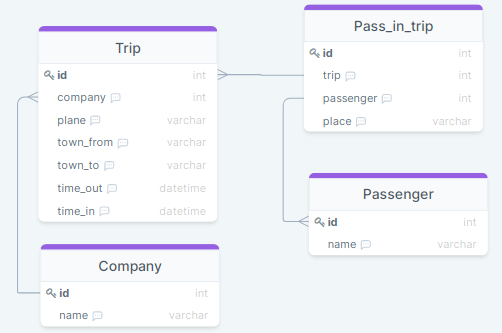 Trip
id int
company int
plane varchar
town_from varchar
town_to varchar
time_out datetime
time_in datetime
Pass_in_trip
id int
trip int
passenger int
place varchar
Passenger
id int
name varchar
Company
id int
name varchar